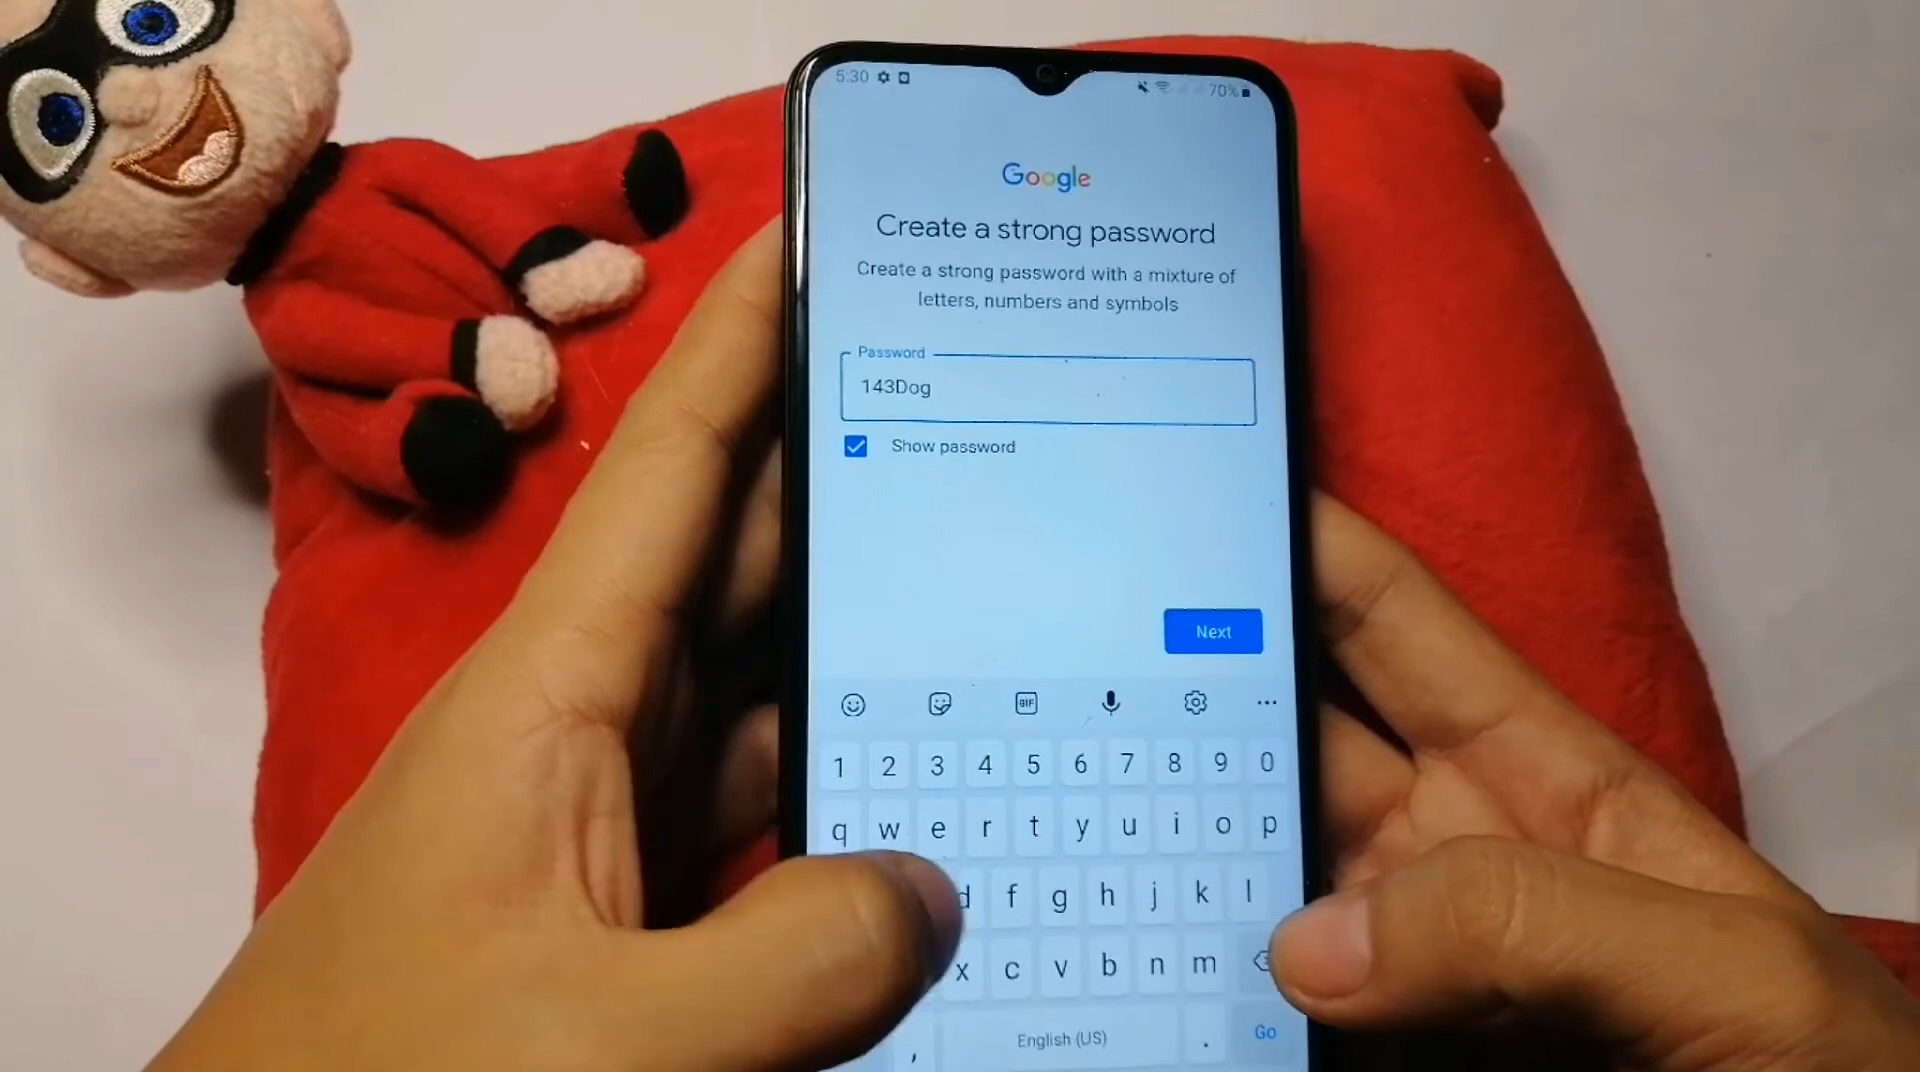 5:30 70%
Google
Create a strong password
Create a strong password with a mixture of
letters, numbers and symbols
Password
143Dog
Show password
Next
GIF
1 2 3 4 5 6 7 8 9 0
q w e r t y u i o p
d f g h j k l
x c v b n m
, English (US) . Go